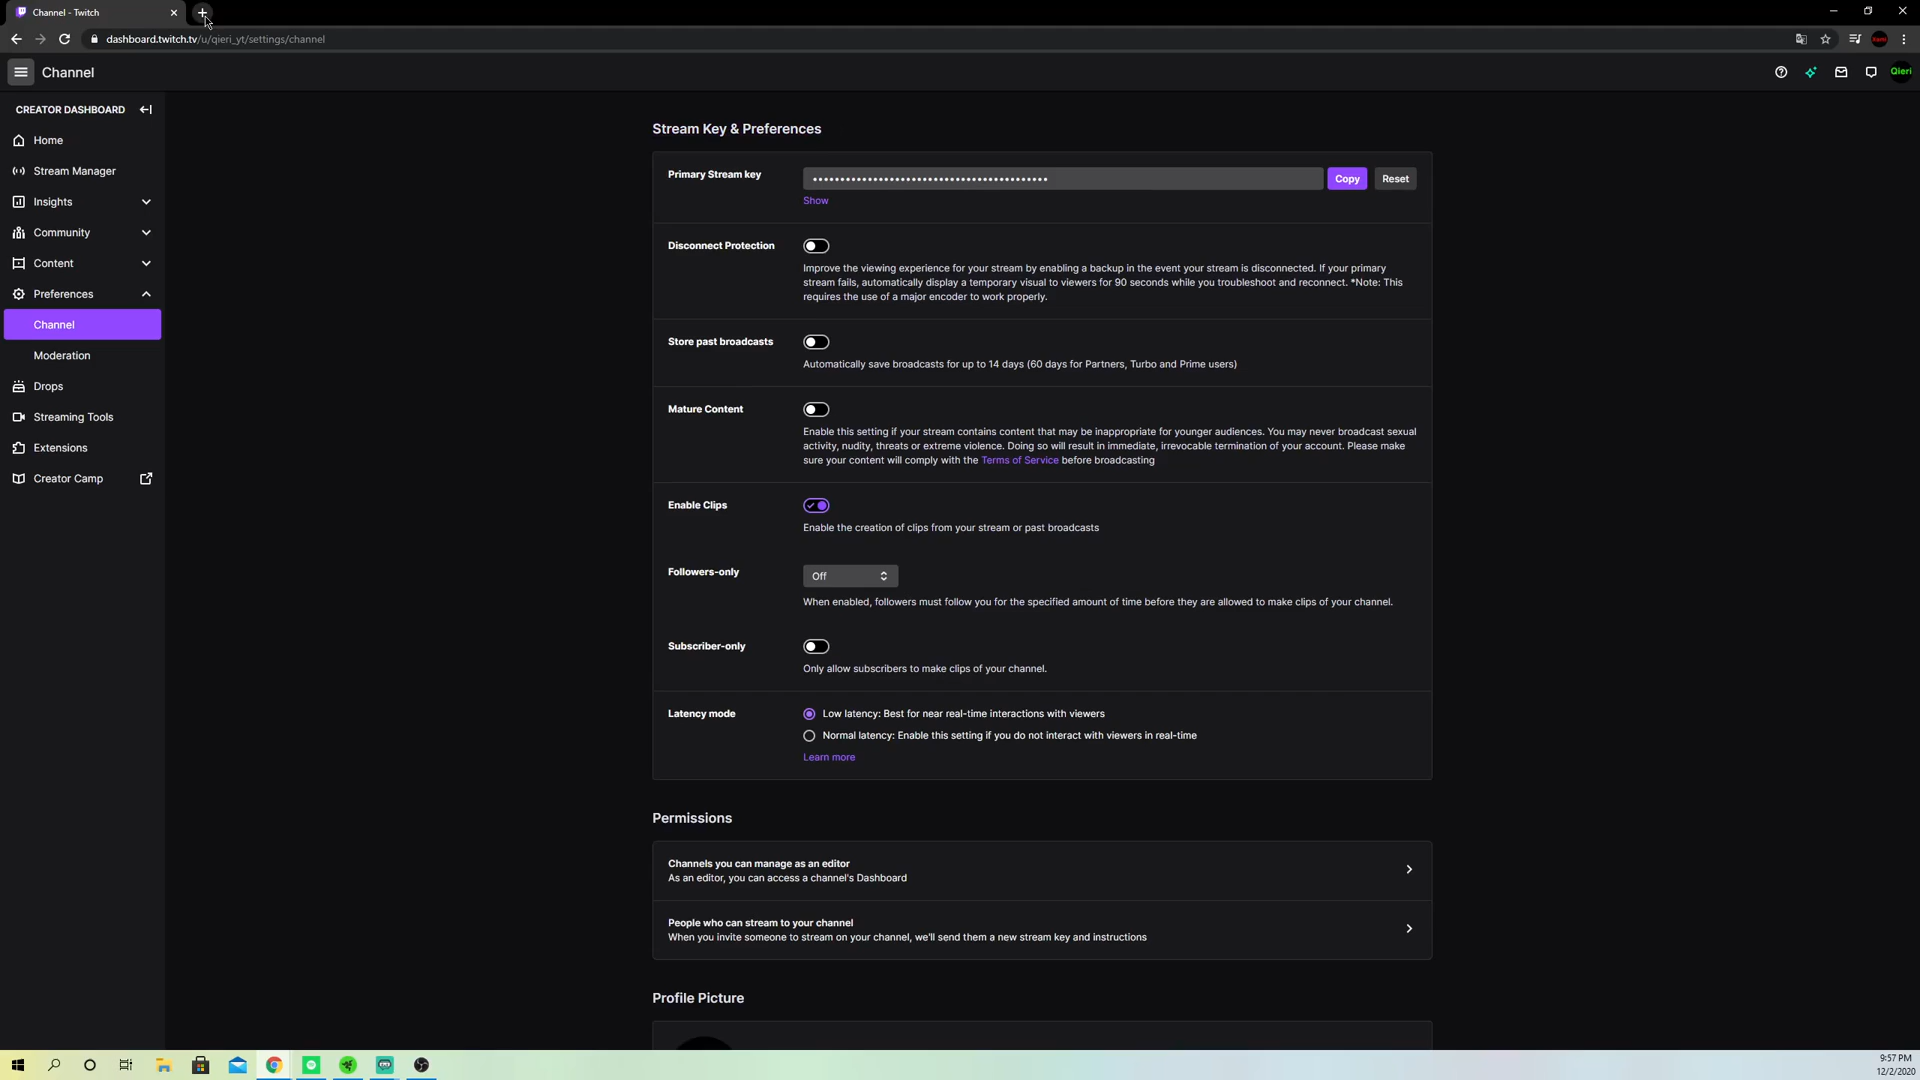 Channel - Twitch
dashboard.twitch.tv/u/qieri_yt/settings/channel
Channel
Qieri
CREATOR DASHBOARD
Home
Stream Manager
Insights
Community
Content
Preferences
Channel
Moderation
Drops
Streaming Tools
Extensions
Creator Camp
Stream Key & Preferences
Primary Stream key
••••••••••••••••••••••••••••••••••••••••••••
Copy
Reset
Show
Disconnect Protection
Improve the viewing experience for your stream by enabling a backup in the event your stream is disconnected. If your primary
stream fails, automatically display a temporary visual to viewers for 90 seconds while you troubleshoot and reconnect. *Note: This
requires the use of a major encoder to work properly.
Store past broadcasts
Automatically save broadcasts for up to 14 days (60 days for Partners, Turbo and Prime users)
Mature Content
Enable this setting if your stream contains content that may be inappropriate for younger audiences. You may never broadcast sexual
activity, nudity, threats or extreme violence. Doing so will result in immediate, irrevocable termination of your account. Please make
sure your content will comply with the Terms of Service before broadcasting
Enable Clips
Enable the creation of clips from your stream or past broadcasts
Followers-only
Off
When enabled, followers must follow you for the specified amount of time before they are allowed to make clips of your channel.
Subscriber-only
Only allow subscribers to make clips of your channel.
Latency mode
Low latency: Best for near real-time interactions with viewers
Normal latency: Enable this setting if you do not interact with viewers in real-time
Learn more
Permissions
Channels you can manage as an editor
As an editor, you can access a channel's Dashboard
People who can stream to your channel
When you invite someone to stream on your channel, we'll send them a new stream key and instructions
Profile Picture
9:57 PM
12/2/2020